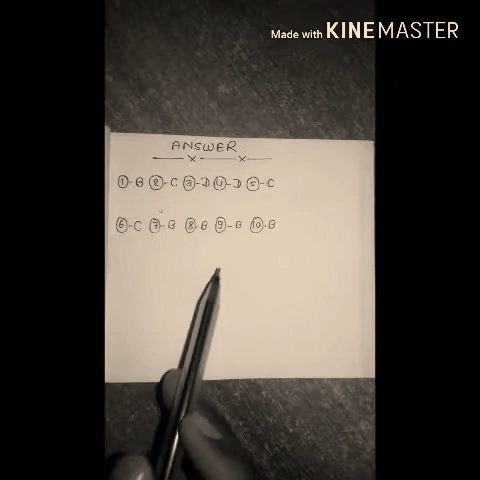 Made with KINEMASTER
ANSWER
①-B ②-C ③-D ④-D ⑤-C
⑥-C ⑦-B ⑧-B ⑨-B ⑩-B